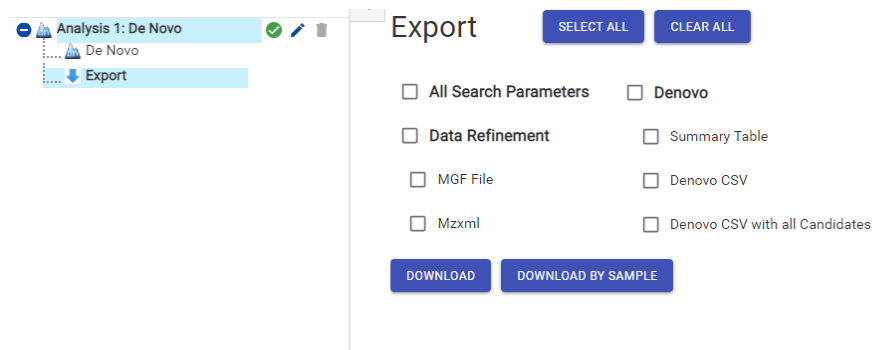 Analysis 1: De Novo
De Novo
Export
Export
SELECT ALL
CLEAR ALL
All Search Parameters
Denovo
Data Refinement
Summary Table
MGF File
Denovo CSV
Mzxml
Denovo CSV with all Candidates
DOWNLOAD
DOWNLOAD BY SAMPLE